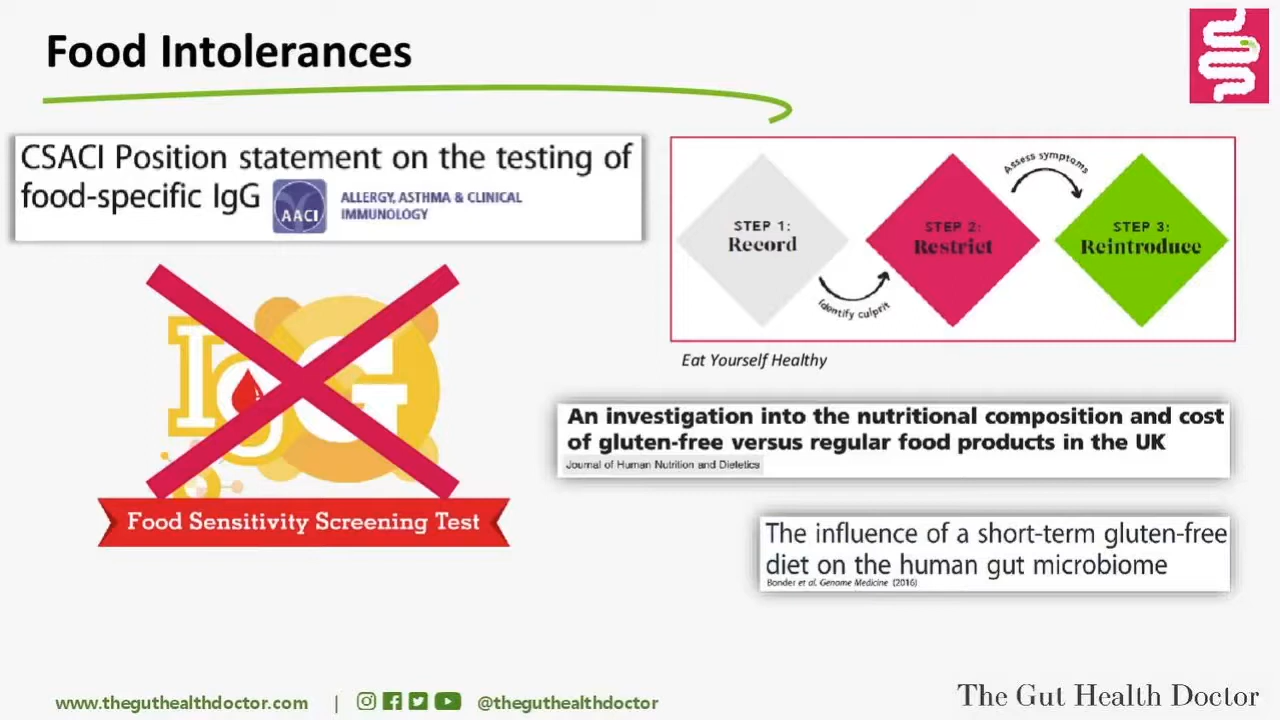 Food Intolerances
CSACI Position statement on the testing of
food-specific IgG
AACI
ALLERGY, ASTHMA & CLINICAL
IMMUNOLOGY
IgG
Food Sensitivity Screening Test
STEP 1:
Record
Identify culprit
STEP 2:
Restrict
Assess symptoms
STEP 3:
Reintroduce
Eat Yourself Healthy
An investigation into the nutritional composition and cost
of gluten-free versus regular food products in the UK
Journal of Human Nutrition and Dietetics
The influence of a short-term gluten-free
diet on the human gut microbiome
Bonder et al. Genome Medicine (2016)
www.theguthealthdoctor.com | @theguthealthdoctor
The Gut Health Doctor